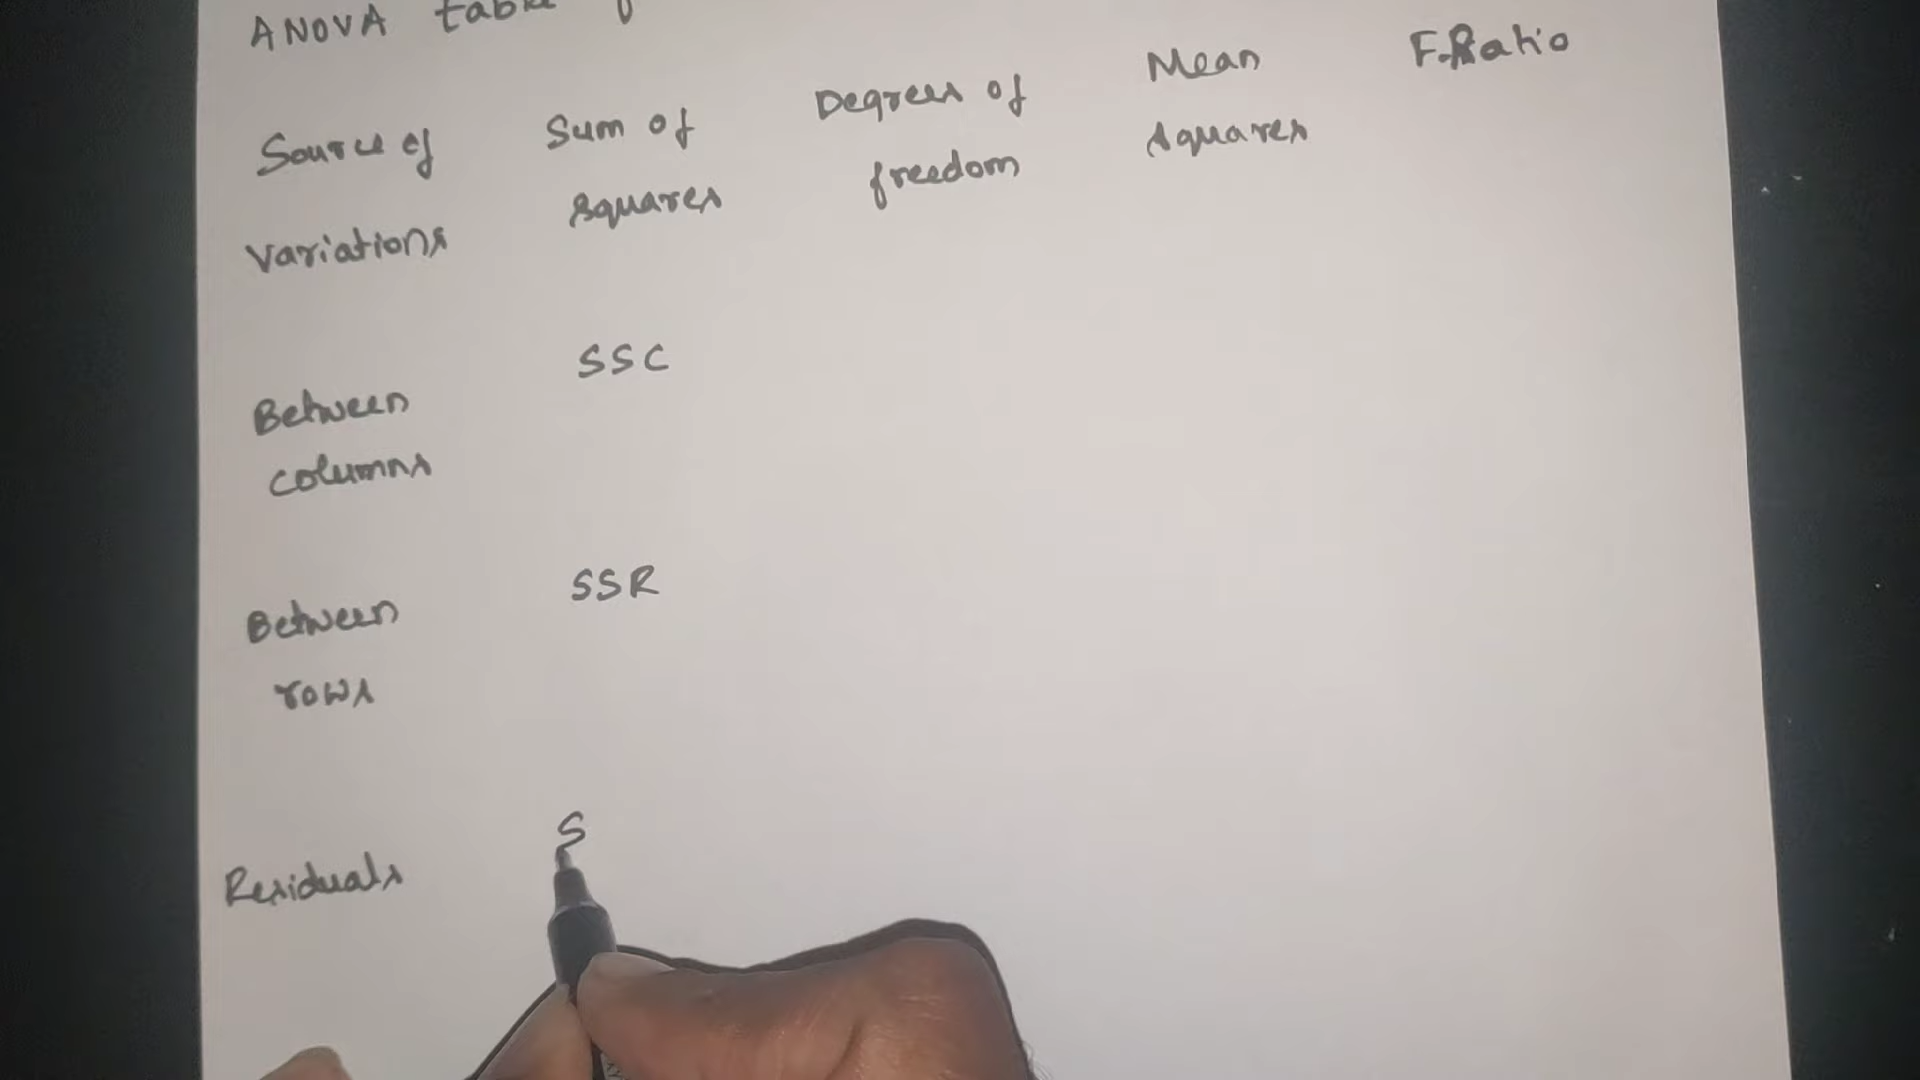 ANOVA table
Source of Sum of Degrees of Mean F.Ratio
Variations squares freedom squares
SSC
Between
columns
SSR
Between
rows
S
Residuals